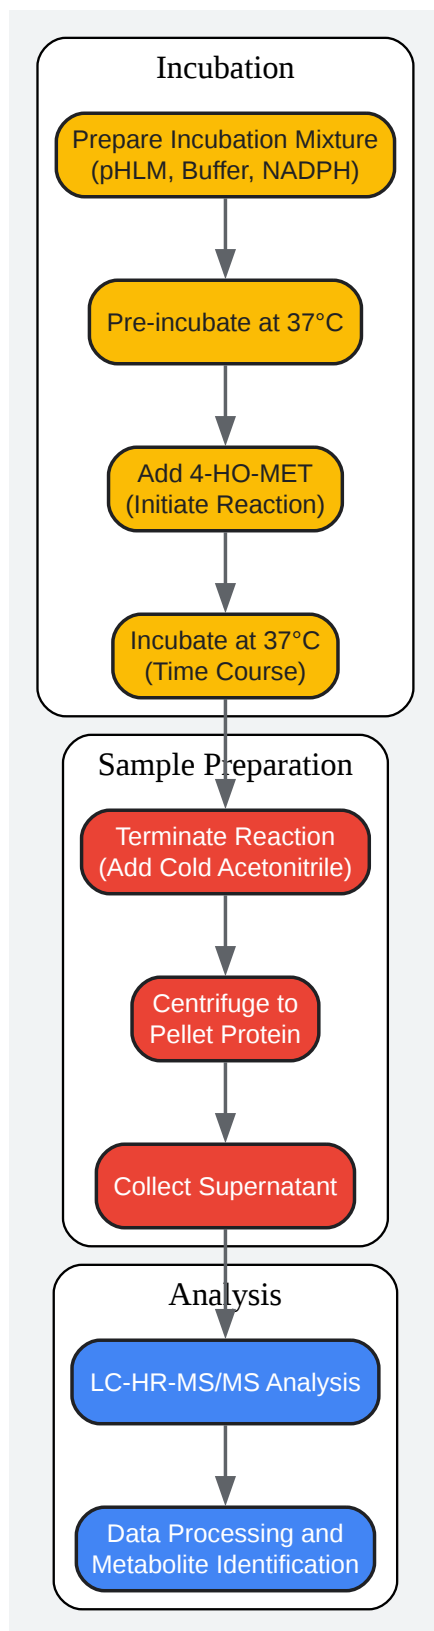 Incubation
Prepare Incubation Mixture
(pHLM, Buffer, NADPH)
Pre-incubate at 37°C
Add 4-HO-MET
(Initiate Reaction)
Incubate at 37°C
(Time Course)
Sample Preparation
Terminate Reaction
(Add Cold Acetonitrile)
Centrifuge to
Pellet Protein
Collect Supernatant
Analysis
LC-HR-MS/MS Analysis
Data Processing and
Metabolite Identification